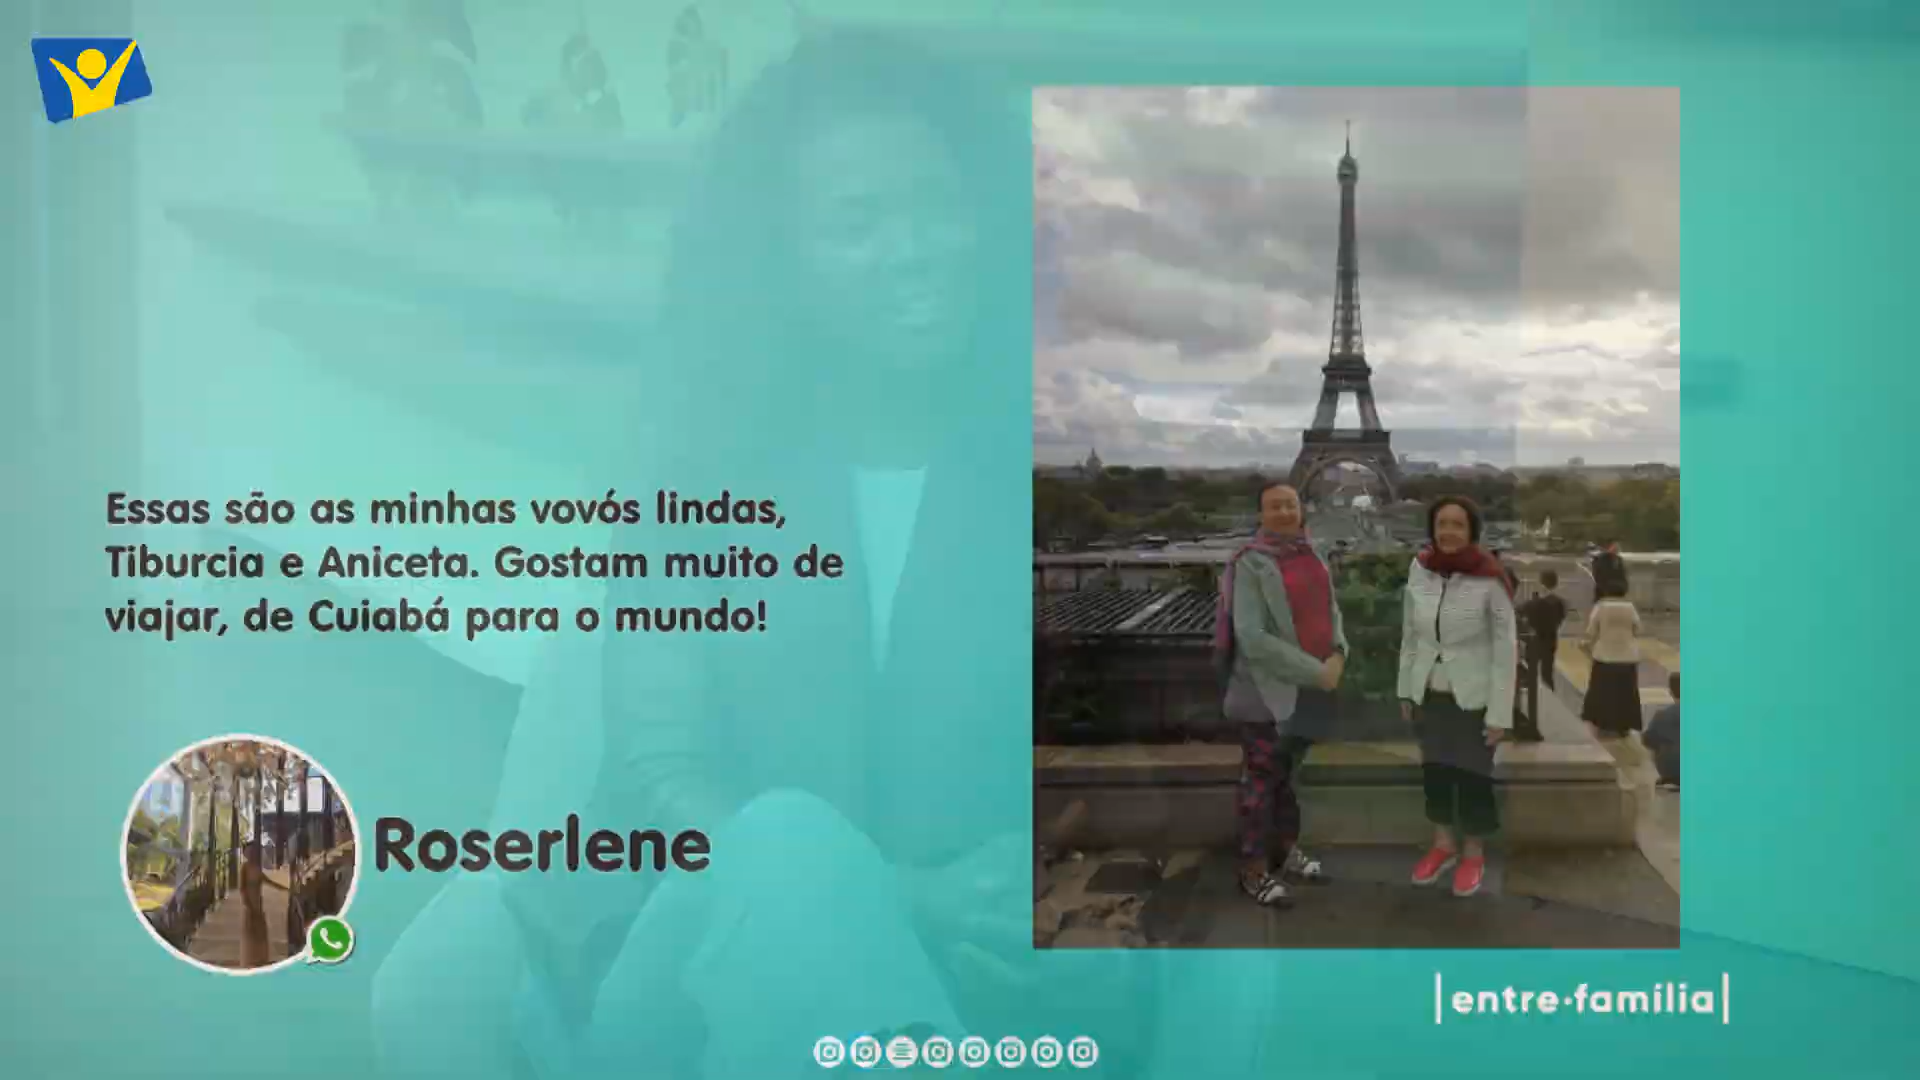 Essas são as minhas vovós lindas,
Tiburcia e Aniceta. Gostam muito de
viajar, de Cuiabá para o mundo!
Roserlene
|entre·família|